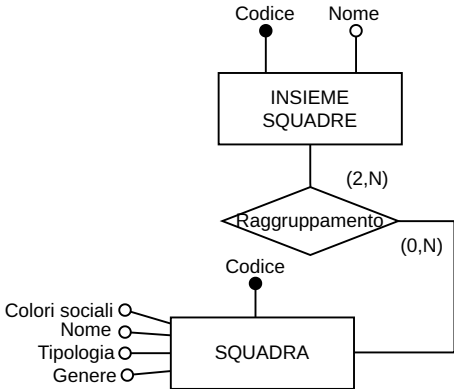 Codice
Nome
INSIEME
SQUADRE
(2,N)
Raggruppamento
(0,N)
Codice
Colori sociali
Nome
Tipologia
Genere
SQUADRA